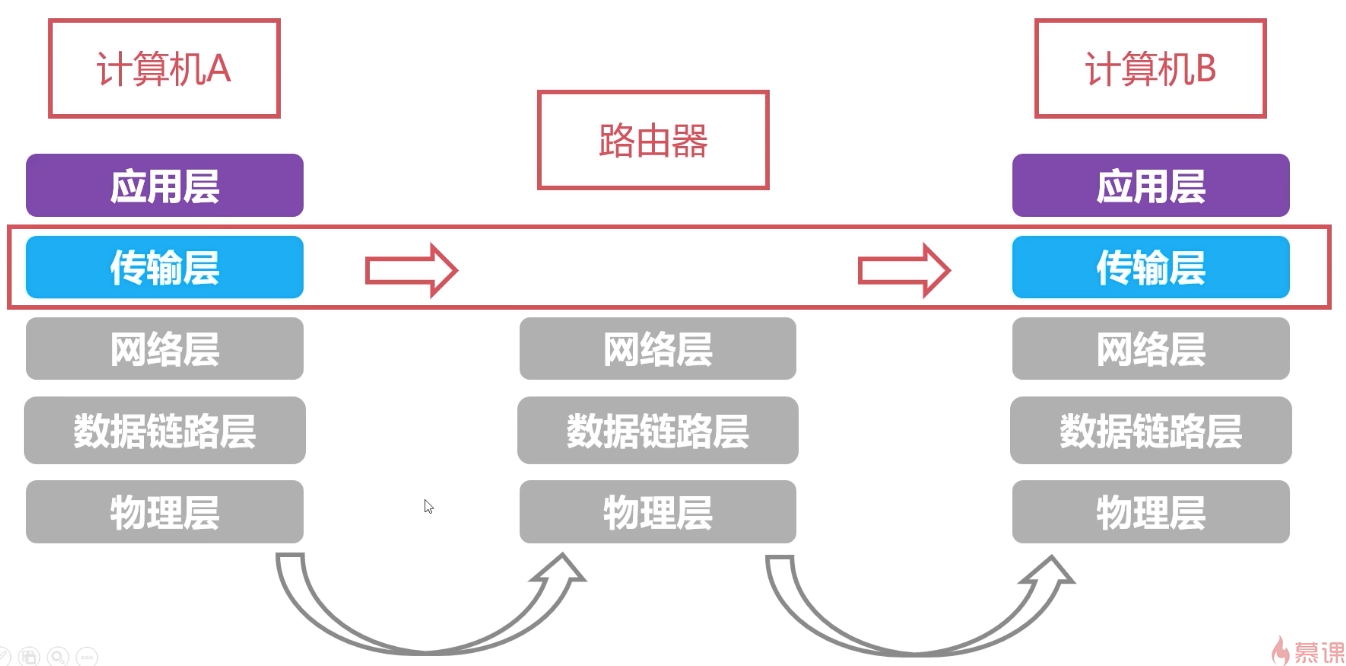 计算机A
计算机B
路由器
应用层
应用层
传输层
传输层
网络层
网络层
网络层
数据链路层
数据链路层
数据链路层
物理层
物理层
物理层
慕课